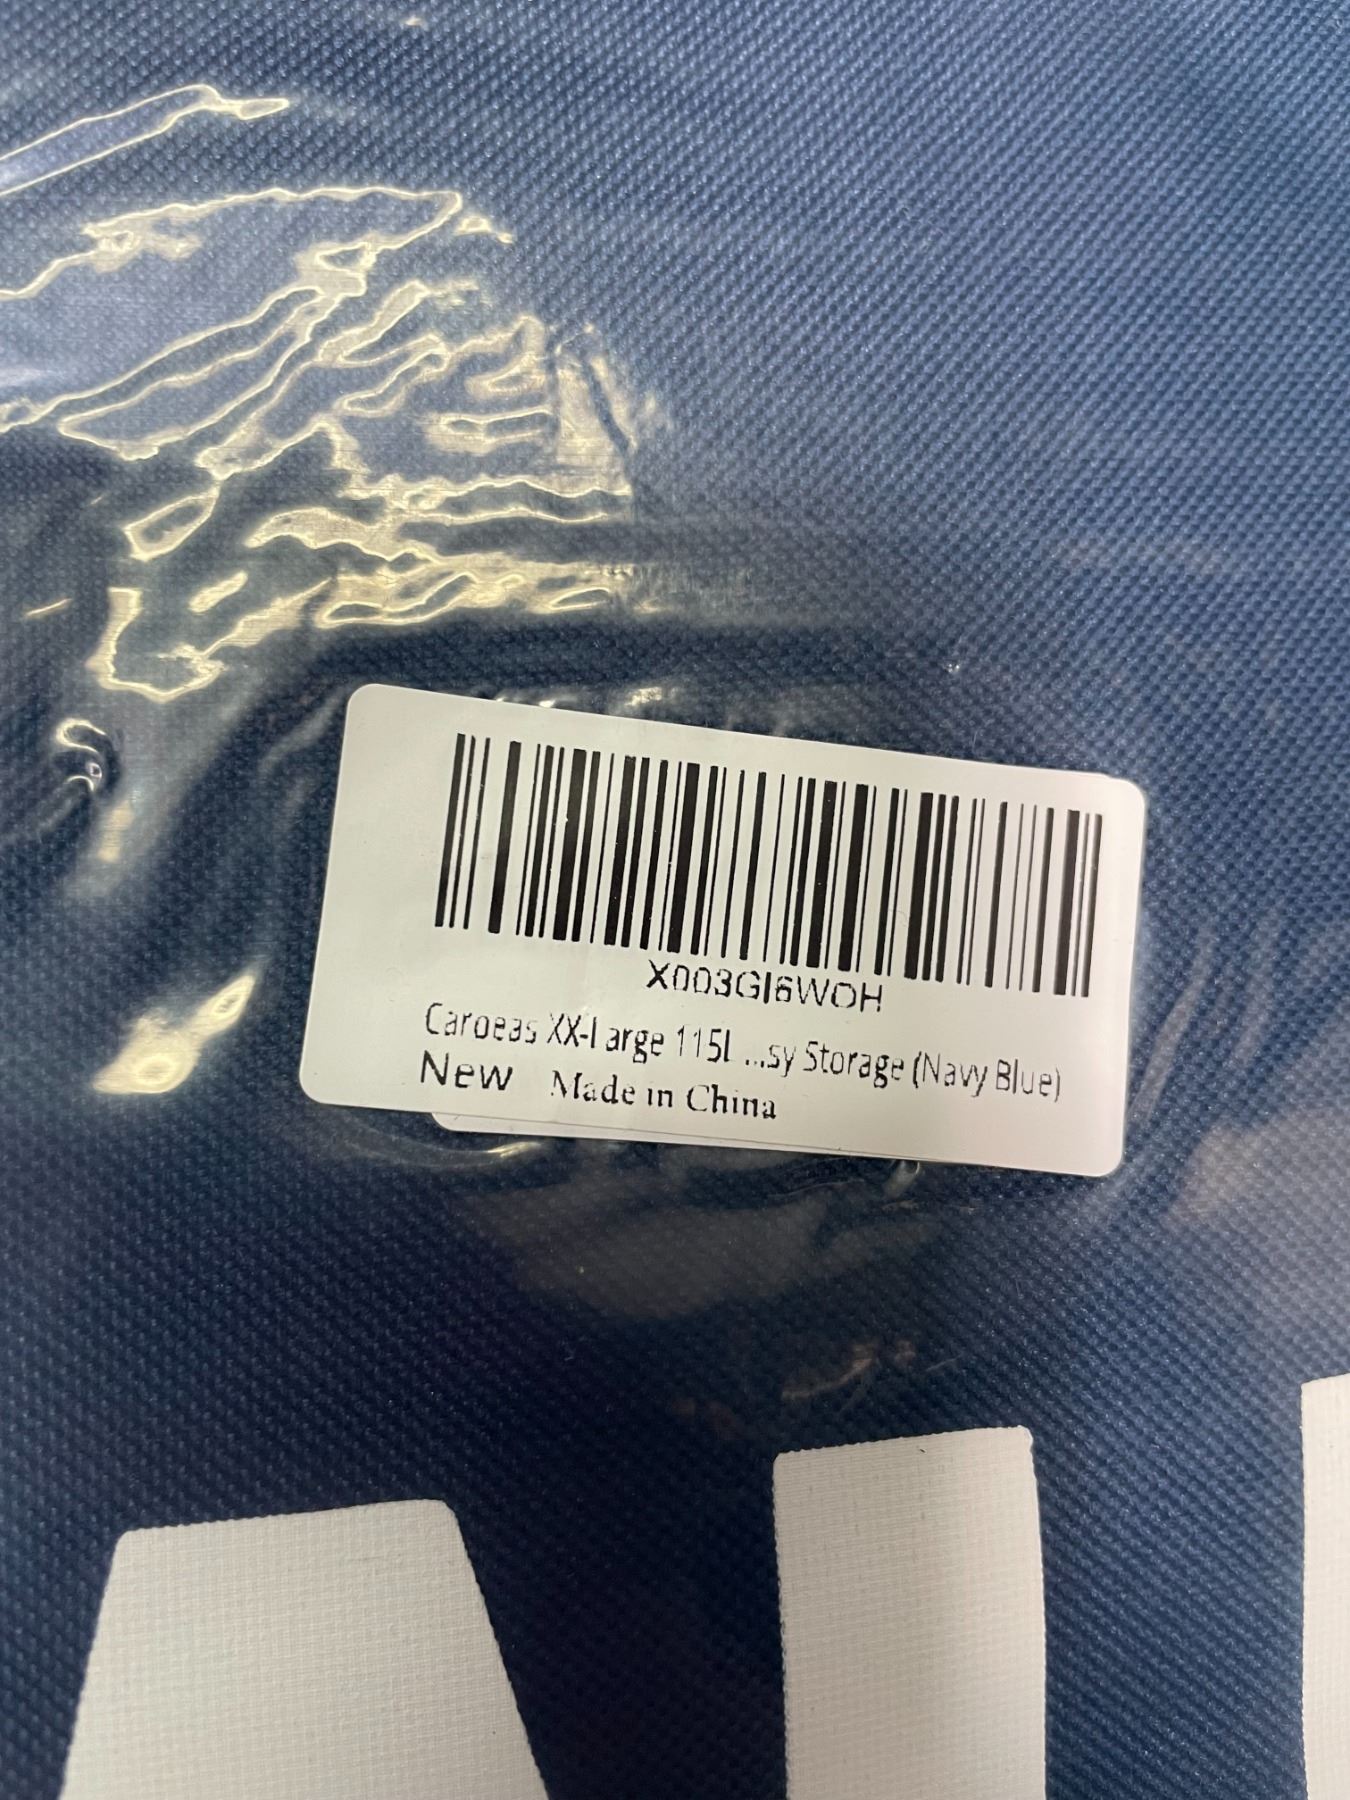 X003GI6WOH
Caroeas XX-Large 115L ...sy Storage (Navy Blue)
New Made in China